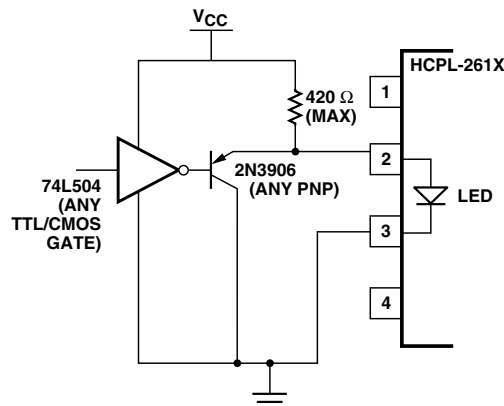 VCC
HCPL-261X
1
420 Ω
(MAX)
2
2N3906
(ANY PNP)
74L504
(ANY
TTL/CMOS
GATE)
LED
3
4